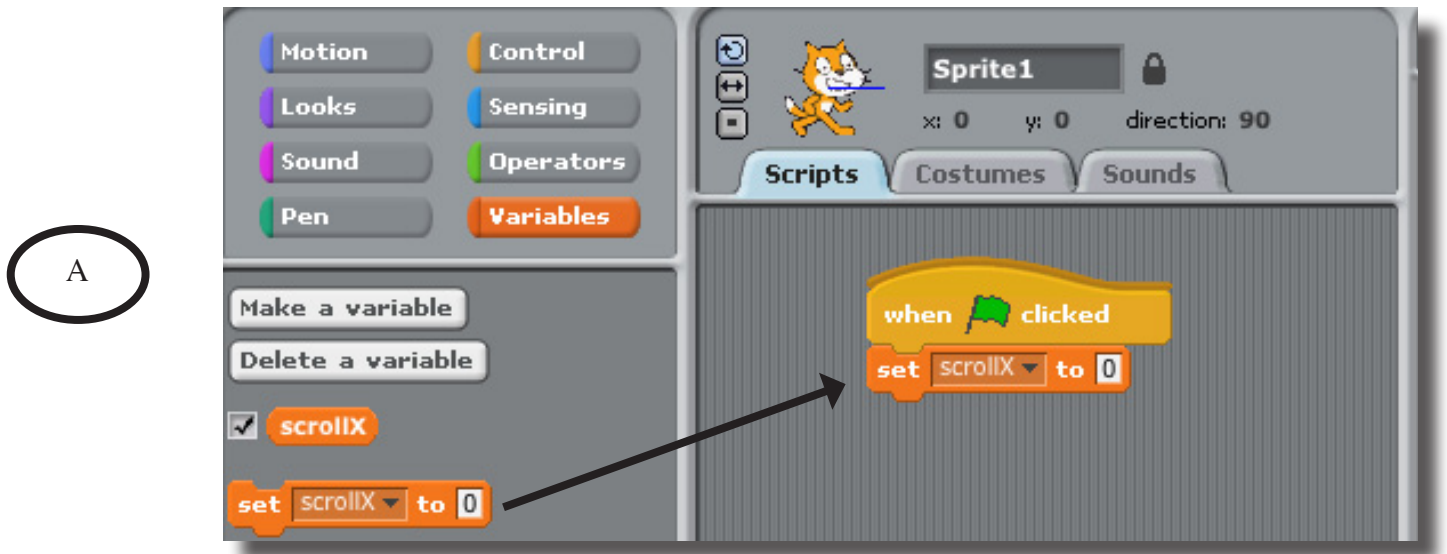 A
Motion
Control
Looks
Sensing
Sound
Operators
Pen
Variables
Make a variable
Delete a variable
scrollX
set scrollX to 0
Sprite1
x: 0 y: 0 direction: 90
Scripts Costumes Sounds
when clicked
set scrollX to 0